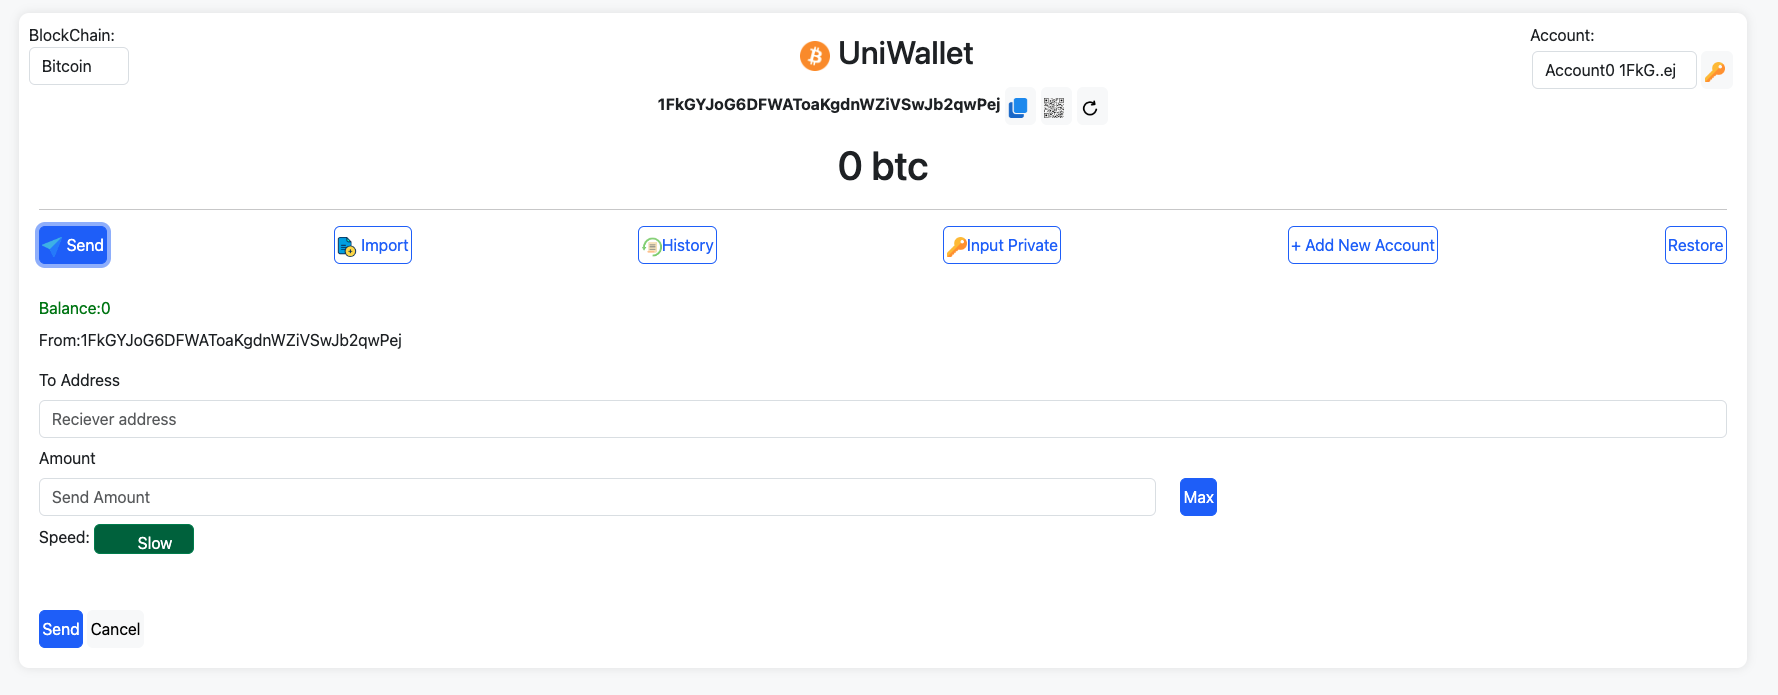 BlockChain:
Bitcoin
UniWallet
Account:
Account0 1FkG..ej
1FkGYJoG6DFWAToaKgdnWZiVSwJb2qwPej
0 btc
Send
Import
History
Input Private
+ Add New Account
Restore
Balance:0
From:1FkGYJoG6DFWAToaKgdnWZiVSwJb2qwPej
To Address
Reciever address
Amount
Send Amount
Max
Speed: Slow
Send Cancel